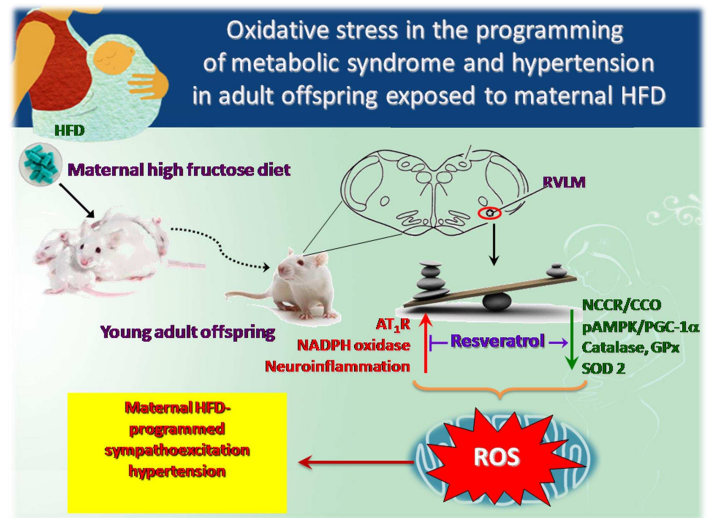 Oxidative stress in the programming
of metabolic syndrome and hypertension
in adult offspring exposed to maternal HFD
HFD
Maternal high fructose diet
RVLM
Young adult offspring
AT₁R
NADPH oxidase
Neuroinflammation
Resveratrol
NCCR/CCO
pAMPK/PGC-1α
Catalase, GPx
SOD 2
Maternal HFD-
programmed
sympathoexcitation
hypertension
ROS